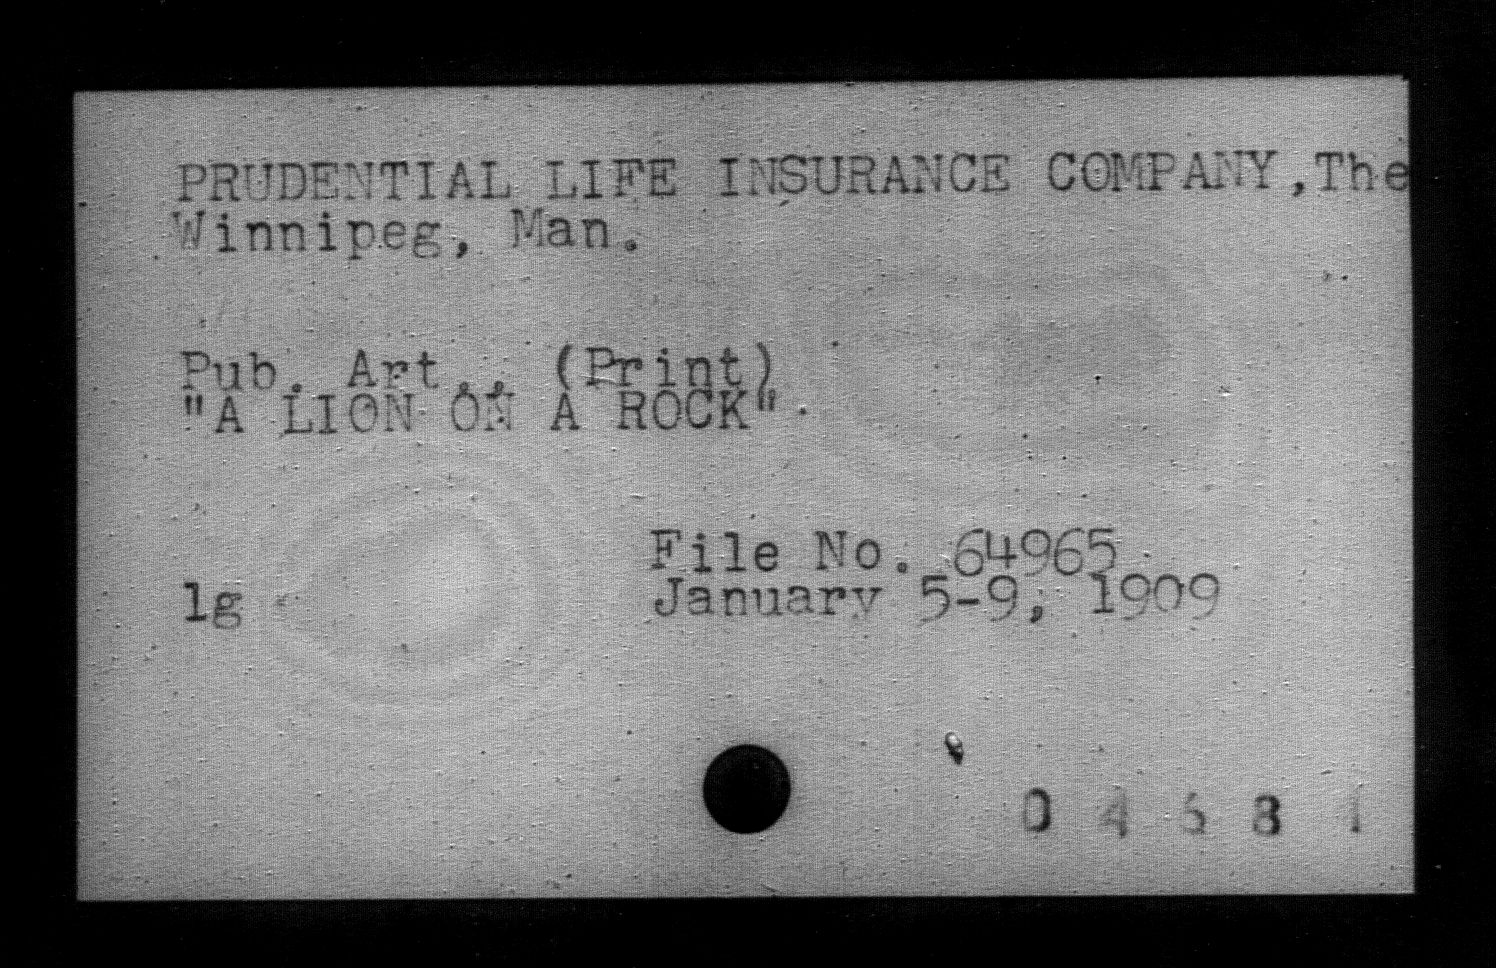 PRUDENTIAL LIFE INSURANCE COMPANY,The
Winnipeg, Man.
Pub. Art.. (Print)
"A LION ON A ROCK".
File No. 64965
lg
January 5-9, 1909